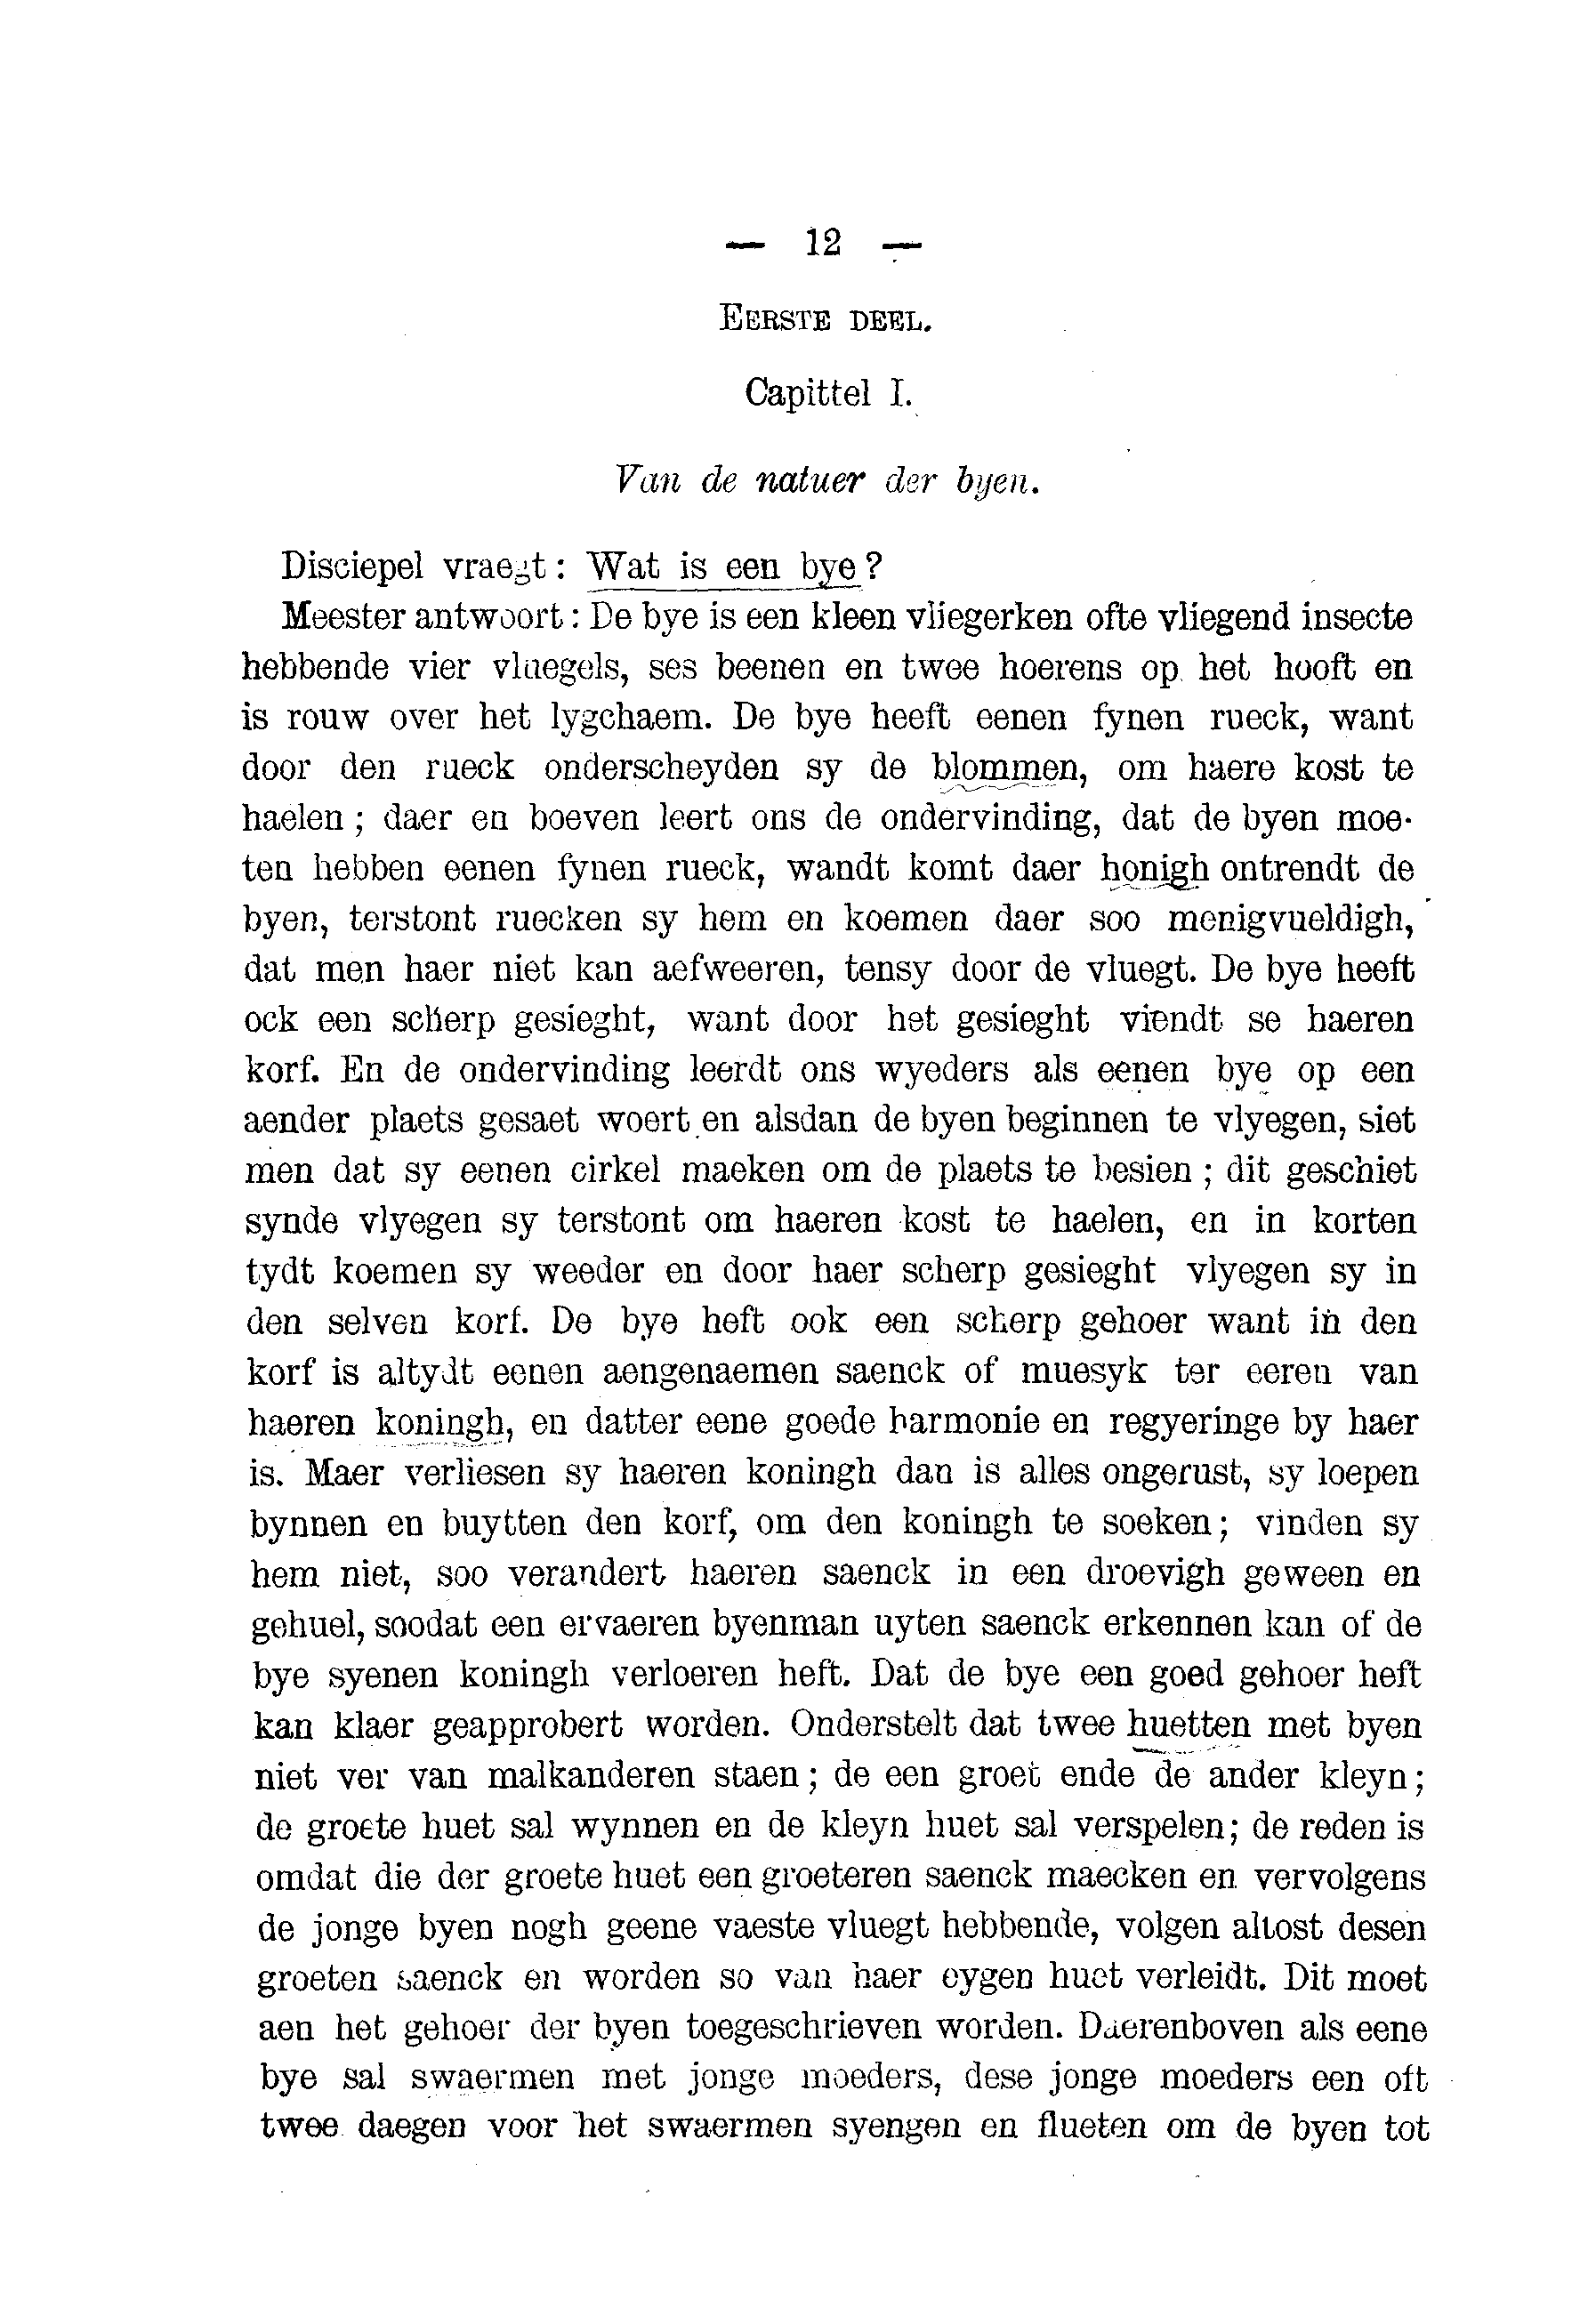 — 12 —
EERSTE DEEL.
Capittel I.
Van de natuer der byen.
Disciepel vraegt : Wat is een bye ?
Meester antwoort : De bye is een kleen vliegerken ofte vliegend insecte
hebbende vier vluegels, ses beenen en twee hoerens op het hooft en
is rouw over het lygchaem. De bye heeft eenen fynen rueck, want
door den rueck onderscheyden sy de blommen, om haere kost te
haelen ; daer en boeven leert ons de ondervinding, dat de byen moe-
ten hebben eenen fynen rueck, wandt komt daer honigh ontrendt de
byen, terstont ruecken sy hem en koemen daer soo menigvueldigh,
dat men haer niet kan aefweeren, tensy door de vluegt. De bye heeft
ock een scherp gesieght, want door het gesieght viendt se haeren
korf. En de ondervinding leerdt ons wyeders als eenen bye op een
aender plaets gesaet woert en alsdan de byen beginnen te vlyegen, siet
men dat sy eenen cirkel maeken om de plaets te besien ; dit geschiet
synde vlyegen sy terstont om haeren kost te haelen, en in korten
tydt koemen sy weeder en door haer scherp gesieght vlyegen sy in
den selven korf. De bye heft ook een scherp gehoer want in den
korf is altydt eenen aengenaemen saenck of muesyk ter eeren van
haeren koningh, en datter eene goede harmonie en regyeringe by haer
is. Maer verliesen sy haeren koningh dan is alles ongerust, sy loepen
bynnen en buytten den korf, om den koningh te soeken; vinden sy
hem niet, soo verandert haeren saenck in een droevigh geween en
gehuel, soodat een ervaeren byenman uyten saenck erkennen kan of de
bye syenen koningh verloeren heft. Dat de bye een goed gehoer heft
kan klaer geapprobert worden. Onderstelt dat twee huetten met byen
niet ver van malkanderen staen ; de een groet ende de ander kleyn ;
de groete huet sal wynnen en de kleyn huet sal verspelen; de reden is
omdat die der groete huet een groeteren saenck maecken en vervolgens
de jonge byen nogh geene vaeste vluegt hebbende, volgen altost desen
groeten saenck en worden so van haer eygen huet verleidt. Dit moet
aen het gehoer der byen toegeschrieven worden. Daerenboven als eene
bye sal swaermen met jonge moeders, dese jonge moeders een oft
twee daegen voor het swaermen syengen en flueten om de byen tot